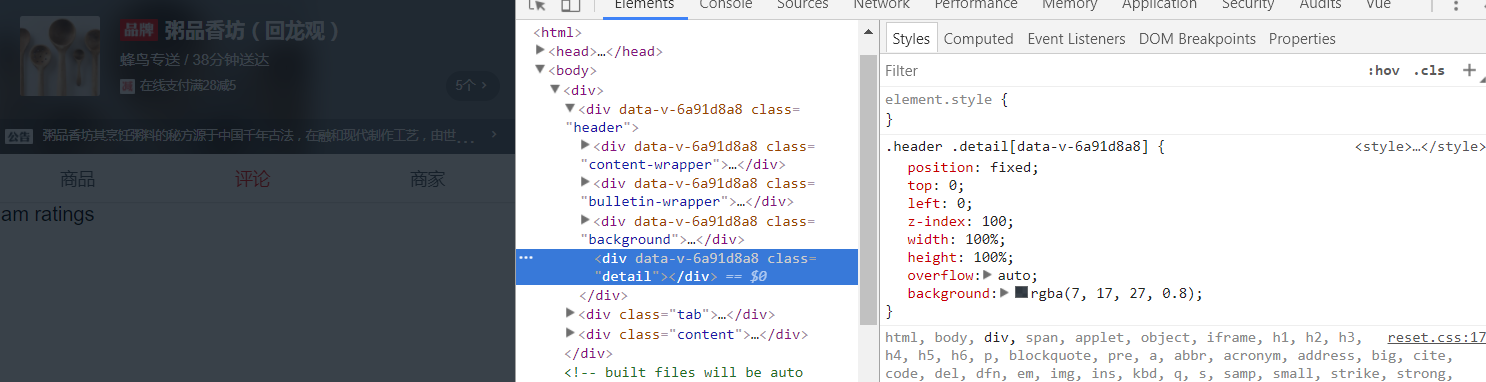 Elements Console Sources Network Performance Memory Application Security Audits Vue
品牌 粥品香坊（回龙观）
蜂鸟专送 / 38分钟送达
减 在线支付满28减5
5个 >
公告 粥品香坊其烹饪粥料的秘方源于中国千年古法，在融和现代制作工艺，由世... >
商品 评论 商家
am ratings
<html>
▶<head>…</head>
▼<body>
▼<div>
▼<div data-v-6a91d8a8 class=
"header">
▶<div data-v-6a91d8a8 class=
"content-wrapper">…</div>
▶<div data-v-6a91d8a8 class=
"bulletin-wrapper">…</div>
▶<div data-v-6a91d8a8 class=
"background">…</div>
… <div data-v-6a91d8a8 class=
"detail"></div> == $0
</div>
▶<div class="tab">…</div>
▶<div class="content">…</div>
</div>
<!-- built files will be auto
Styles Computed Event Listeners DOM Breakpoints Properties
Filter :hov .cls +
element.style {
}
.header .detail[data-v-6a91d8a8] { <style>…</style>
position: fixed;
top: 0;
left: 0;
z-index: 100;
width: 100%;
height: 100%;
overflow:▶ auto;
background:▶ rgba(7, 17, 27, 0.8);
}
html, body, div, span, applet, object, iframe, h1, h2, h3, reset.css:17
h4, h5, h6, p, blockquote, pre, a, abbr, acronym, address, big, cite,
code, del, dfn, em, img, ins, kbd, q, s, samp, small, strike, strong,